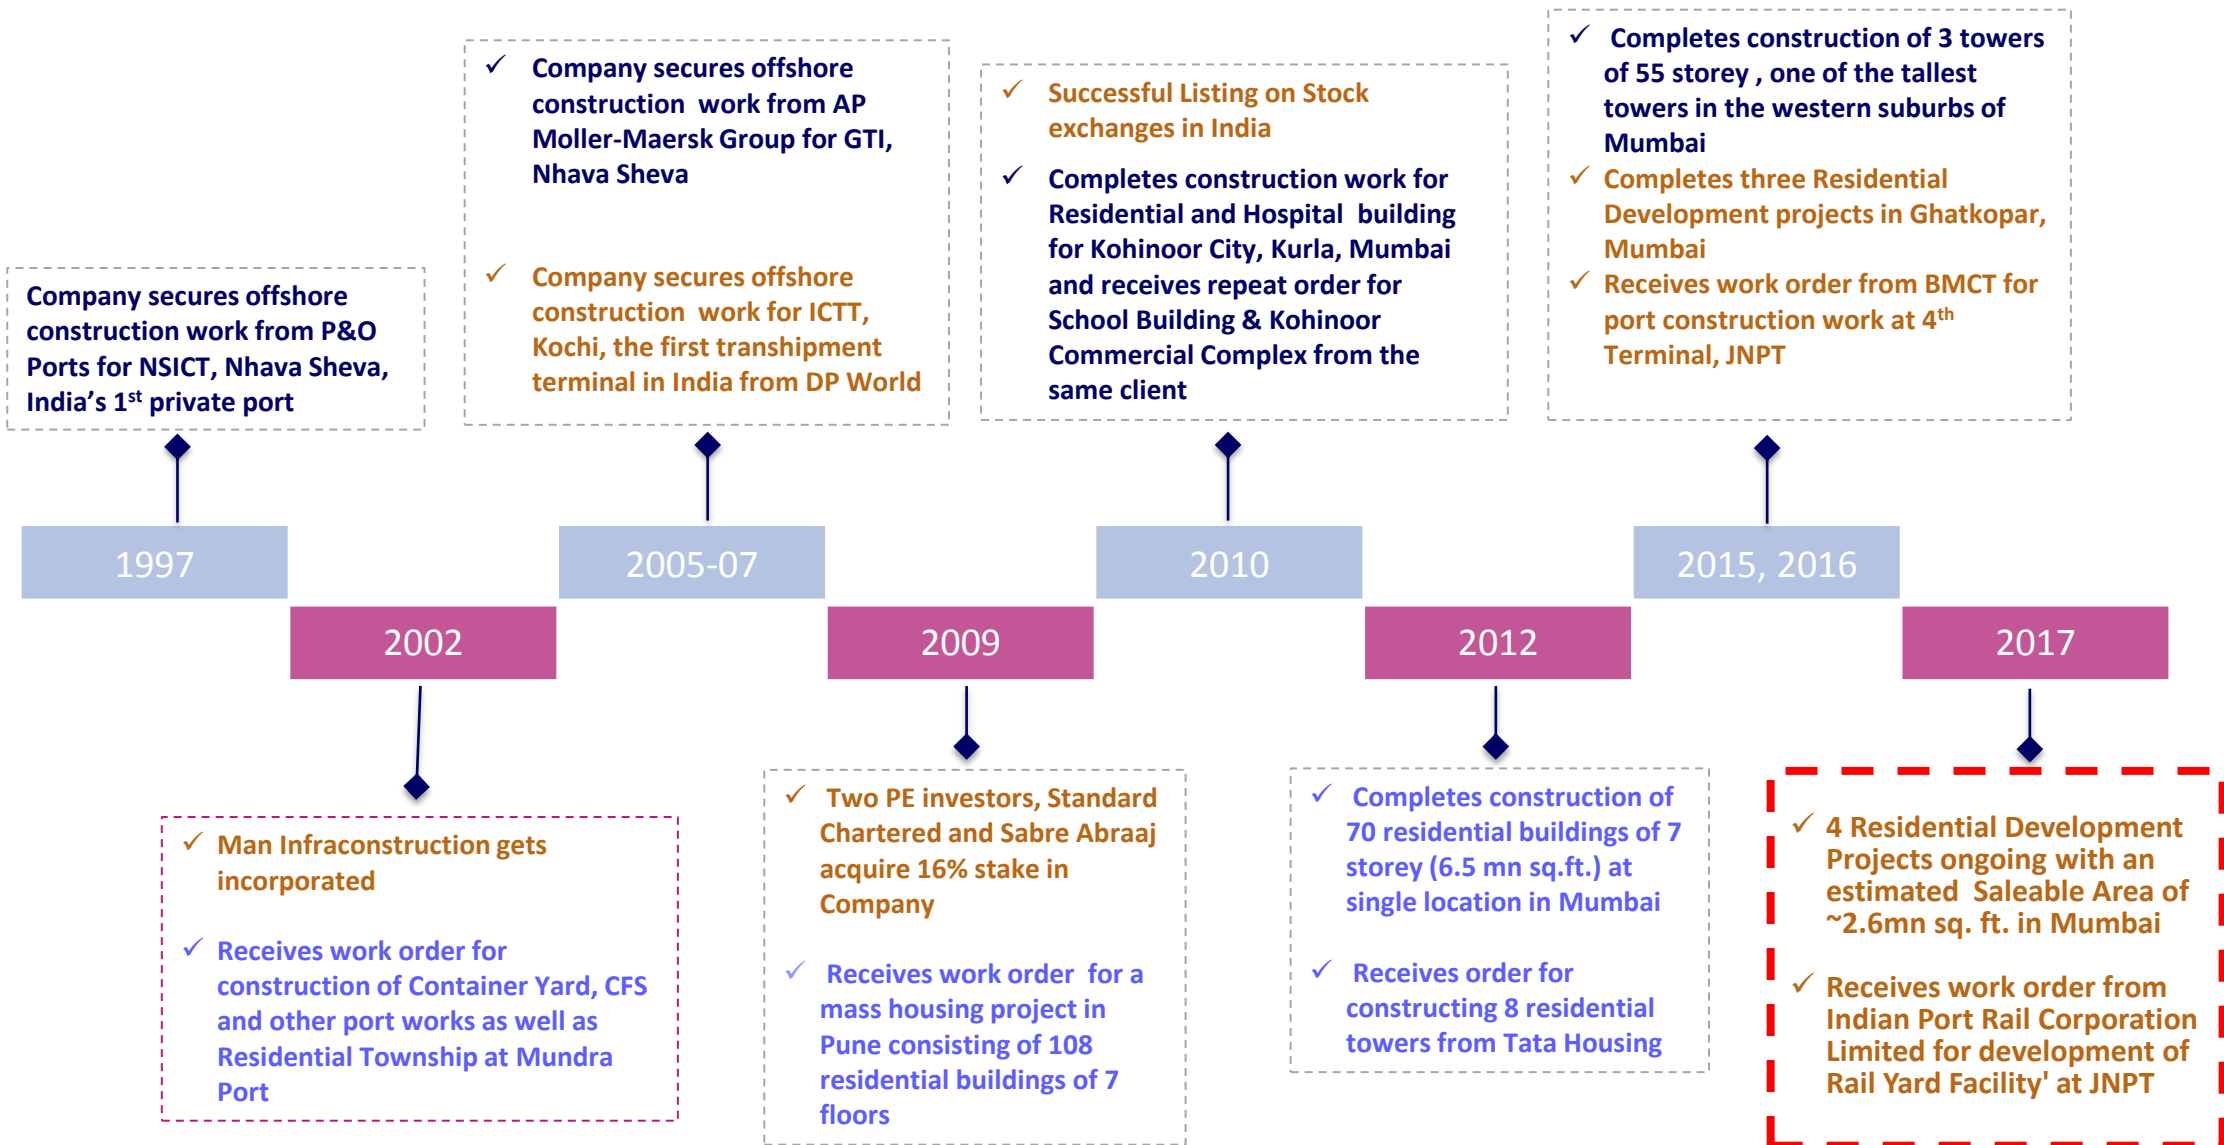 Company secures offshore
construction work from P&O
Ports for NSICT, Nhava Sheva,
India's 1st private port
✓ Company secures offshore
construction work from AP
Moller-Maersk Group for GTI,
Nhava Sheva
✓ Company secures offshore
construction work for ICTT,
Kochi, the first transhipment
terminal in India from DP World
✓ Successful Listing on Stock
exchanges in India
✓ Completes construction work for
Residential and Hospital building
for Kohinoor City, Kurla, Mumbai
and receives repeat order for
School Building & Kohinoor
Commercial Complex from the
same client
✓ Completes construction of 3 towers
of 55 storey , one of the tallest
towers in the western suburbs of
Mumbai
✓ Completes three Residential
Development projects in Ghatkopar,
Mumbai
✓ Receives work order from BMCT for
port construction work at 4th
Terminal, JNPT
1997
2005-07
2010
2015, 2016
2002
2009
2012
2017
✓ Man Infraconstruction gets
incorporated
✓ Receives work order for
construction of Container Yard, CFS
and other port works as well as
Residential Township at Mundra
Port
✓ Two PE investors, Standard
Chartered and Sabre Abraaj
acquire 16% stake in
Company
✓ Receives work order for a
mass housing project in
Pune consisting of 108
residential buildings of 7
floors
✓ Completes construction of
70 residential buildings of 7
storey (6.5 mn sq.ft.) at
single location in Mumbai
✓ Receives order for
constructing 8 residential
towers from Tata Housing
✓ 4 Residential Development
Projects ongoing with an
estimated Saleable Area of
~2.6mn sq. ft. in Mumbai
✓ Receives work order from
Indian Port Rail Corporation
Limited for development of
Rail Yard Facility' at JNPT